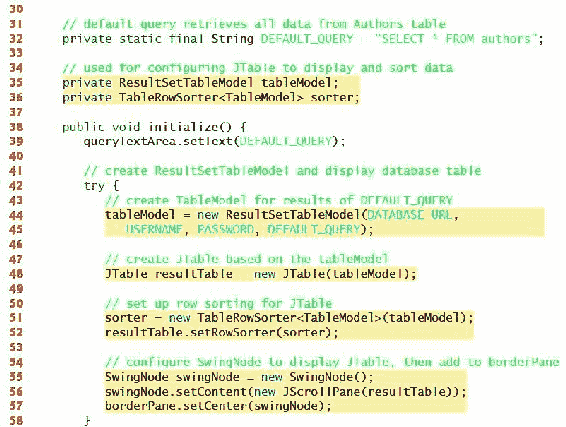 30
31 // default query retrieves all data from Authors table
32 private static final String DEFAULT_QUERY = "SELECT * FROM authors";
33
34 // used for configuring JTable to display and sort data
35 private ResultSetTableModel tableModel;
36 private TableRowSorter<TableModel> sorter;
37
38 public void initialize() {
39 queryTextArea.setText(DEFAULT_QUERY);
40
41 // create ResultSetTableModel and display database table
42 try {
43 // create TableModel for results of DEFAULT_QUERY
44 tableModel = new ResultSetTableModel(DATABASE_URL,
45 USERNAME, PASSWORD, DEFAULT_QUERY);
46
47 // create JTable based on the tableModel
48 JTable resultTable = new JTable(tableModel);
49
50 // set up row sorting for JTable
51 sorter = new TableRowSorter<TableModel>(tableModel);
52 resultTable.setRowSorter(sorter);
53
54 // configure SwingNode to display JTable, then add to borderPane
55 SwingNode swingNode = new SwingNode();
56 swingNode.setContent(new JScrollPane(resultTable));
57 borderPane.setCenter(swingNode);
58 }